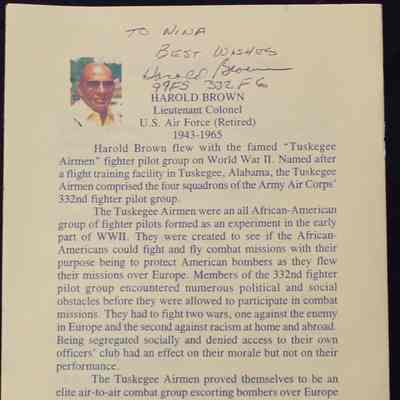 TO NINA
BEST WISHES
Harold Brown
99FS 332 FG
HAROLD BROWN
Lieutenant Colonel
U.S. Air Force (Retired)
1943-1965
Harold Brown flew with the famed "Tuskegee
Airmen" fighter pilot group on World War II. Named after
a flight training facility in Tuskegee, Alabama, the Tuskegee
Airmen comprised the four squadrons of the Army Air Corps'
332nd fighter pilot group.
The Tuskegee Airmen were an all African-American
group of fighter pilots formed as an experiment in the early
part of WWII. They were created to see if the African-
Americans could fight and fly combat missions with their
purpose being to protect American bombers as they flew
their missions over Europe. Members of the 332nd fighter
pilot group encountered numerous political and social
obstacles before they were allowed to participate in combat
missions. They had to fight two wars, one against the enemy
in Europe and the second against racism at home and abroad.
Being segregated socially and denied access to their own
officers' club had an effect on their morale but not on their
performance.
The Tuskegee Airmen proved themselves to be an
elite air-to-air combat group escorting bombers over Europe